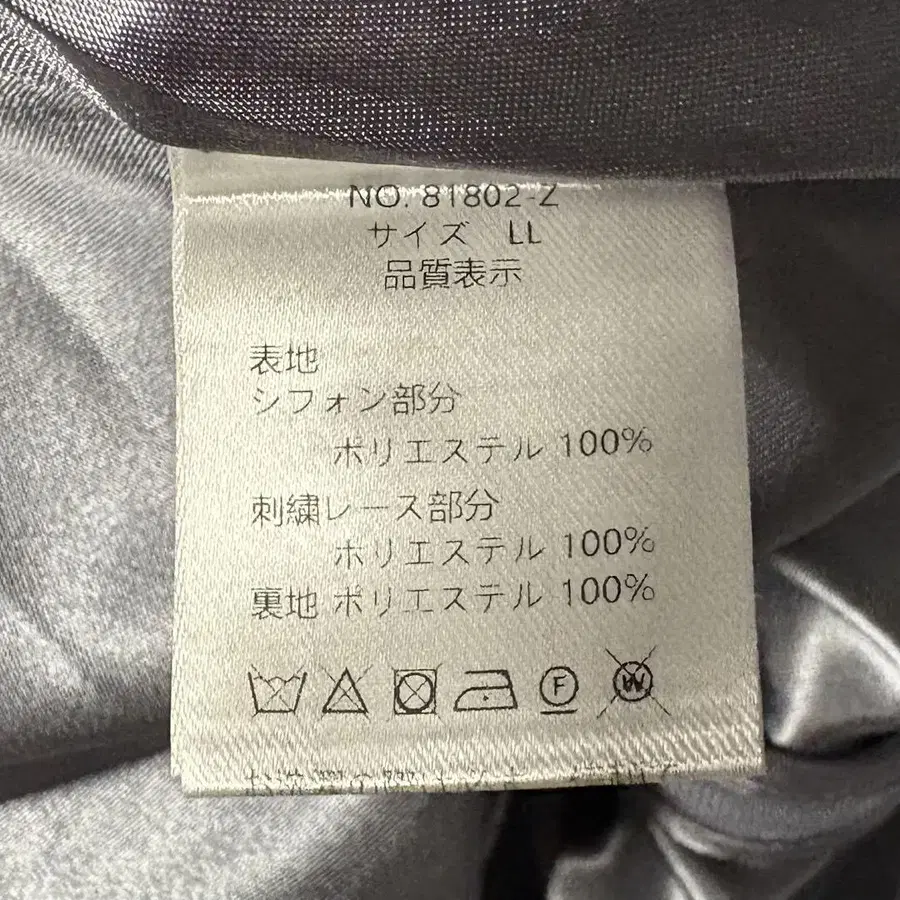 NO. 81802-Z
サイズ LL
品質表示
表地
シフォン部分
ポリエステル 100%
刺繍レース部分
ポリエステル 100%
裏地 ポリエステル 100%
F
W